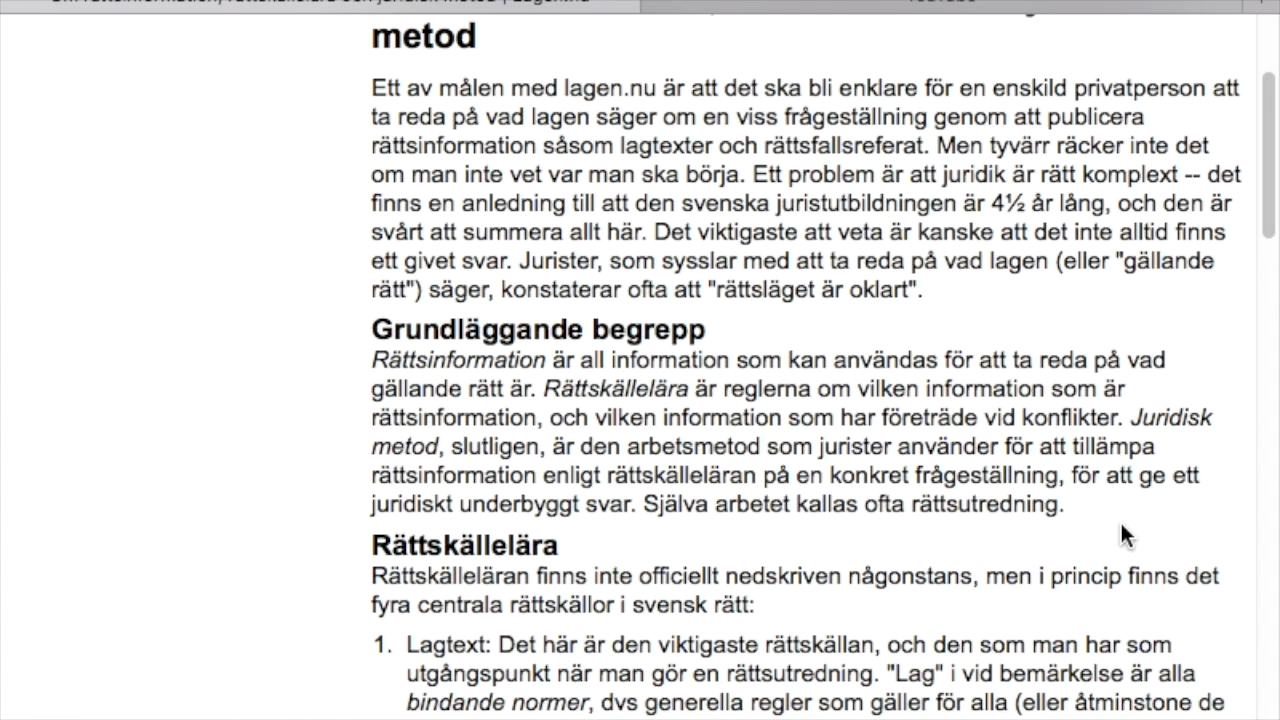 metod
Ett av målen med lagen.nu är att det ska bli enklare för en enskild privatperson att
ta reda på vad lagen säger om en viss frågeställning genom att publicera
rättsinformation såsom lagtexter och rättsfallsreferat. Men tyvärr räcker inte det
om man inte vet var man ska börja. Ett problem är att juridik är rätt komplext -- det
finns en anledning till att den svenska juristutbildningen är 4½ år lång, och den är
svårt att summera allt här. Det viktigaste att veta är kanske att det inte alltid finns
ett givet svar. Jurister, som sysslar med att ta reda på vad lagen (eller "gällande
rätt") säger, konstaterar ofta att "rättsläget är oklart".
Grundläggande begrepp
Rättsinformation är all information som kan användas för att ta reda på vad
gällande rätt är. Rättskällelära är reglerna om vilken information som är
rättsinformation, och vilken information som har företräde vid konflikter. Juridisk
metod, slutligen, är den arbetsmetod som jurister använder för att tillämpa
rättsinformation enligt rättskälleläran på en konkret frågeställning, för att ge ett
juridiskt underbyggt svar. Själva arbetet kallas ofta rättsutredning.
Rättskällelära
Rättskälleläran finns inte officiellt nedskriven någonstans, men i princip finns det
fyra centrala rättskällor i svensk rätt:
1. Lagtext: Det här är den viktigaste rättskällan, och den som man har som
utgångspunkt när man gör en rättsutredning. "Lag" i vid bemärkelse är alla
bindande normer, dvs generella regler som gäller för alla (eller åtminstone de